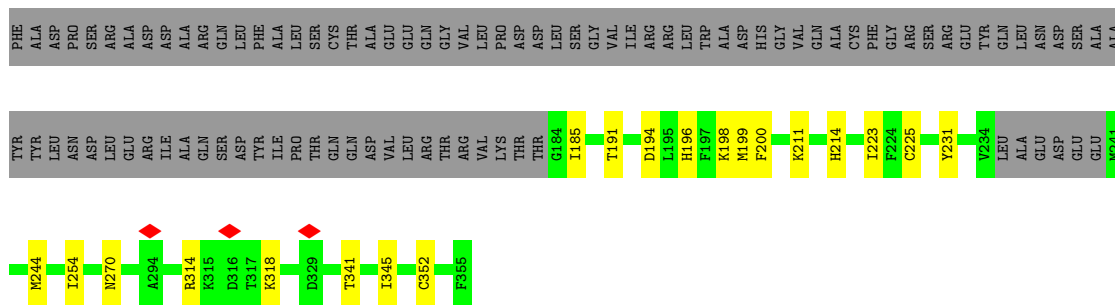 PHE ALA ASP PRO SER ARG ALA ASP ASP ALA ARG GLN LEU PHE ALA LEU SER CYS THR ALA GLU GLU GLN GLY VAL LEU PRO ASP ASP LEU SER GLY VAL ILE ARG ARG LEU TRP ALA ASP HIS GLY VAL GLN ALA CYS PHE GLY ARG SER ARG GLU TYR GLN LEU ASN ASP SER ALA ALA
TYR TYR LEU ASN ASP LEU GLU ARG ILE ALA GLN SER ASP TYR ILE PRO THR GLN GLN ASP VAL LEU ARG THR ARG VAL LYS THR THR G184 I185 T191 D194 L195 H196 F197 K198 M199 F200 K211 H214 I223 F224 C225 Y231 V234 LEU ALA GLU ASP GLU GLU M241
M244 I254 N270 A294 R314 K315 D316 T317 K318 D329 T341 I345 C352 F355